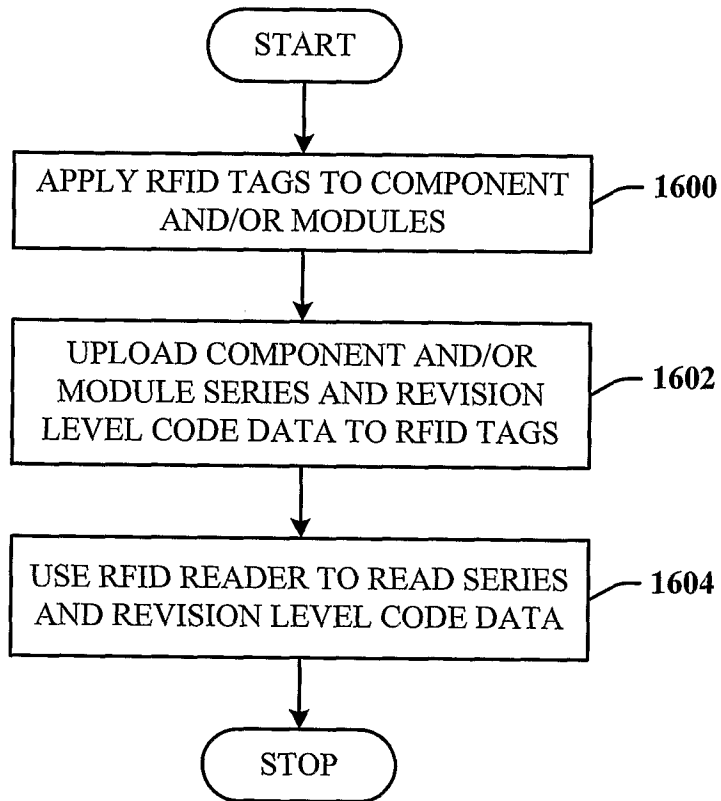 START
APPLY RFID TAGS TO COMPONENT
AND/OR MODULES
1600
UPLOAD COMPONENT AND/OR
MODULE SERIES AND REVISION
LEVEL CODE DATA TO RFID TAGS
1602
USE RFID READER TO READ SERIES
AND REVISION LEVEL CODE DATA
1604
STOP